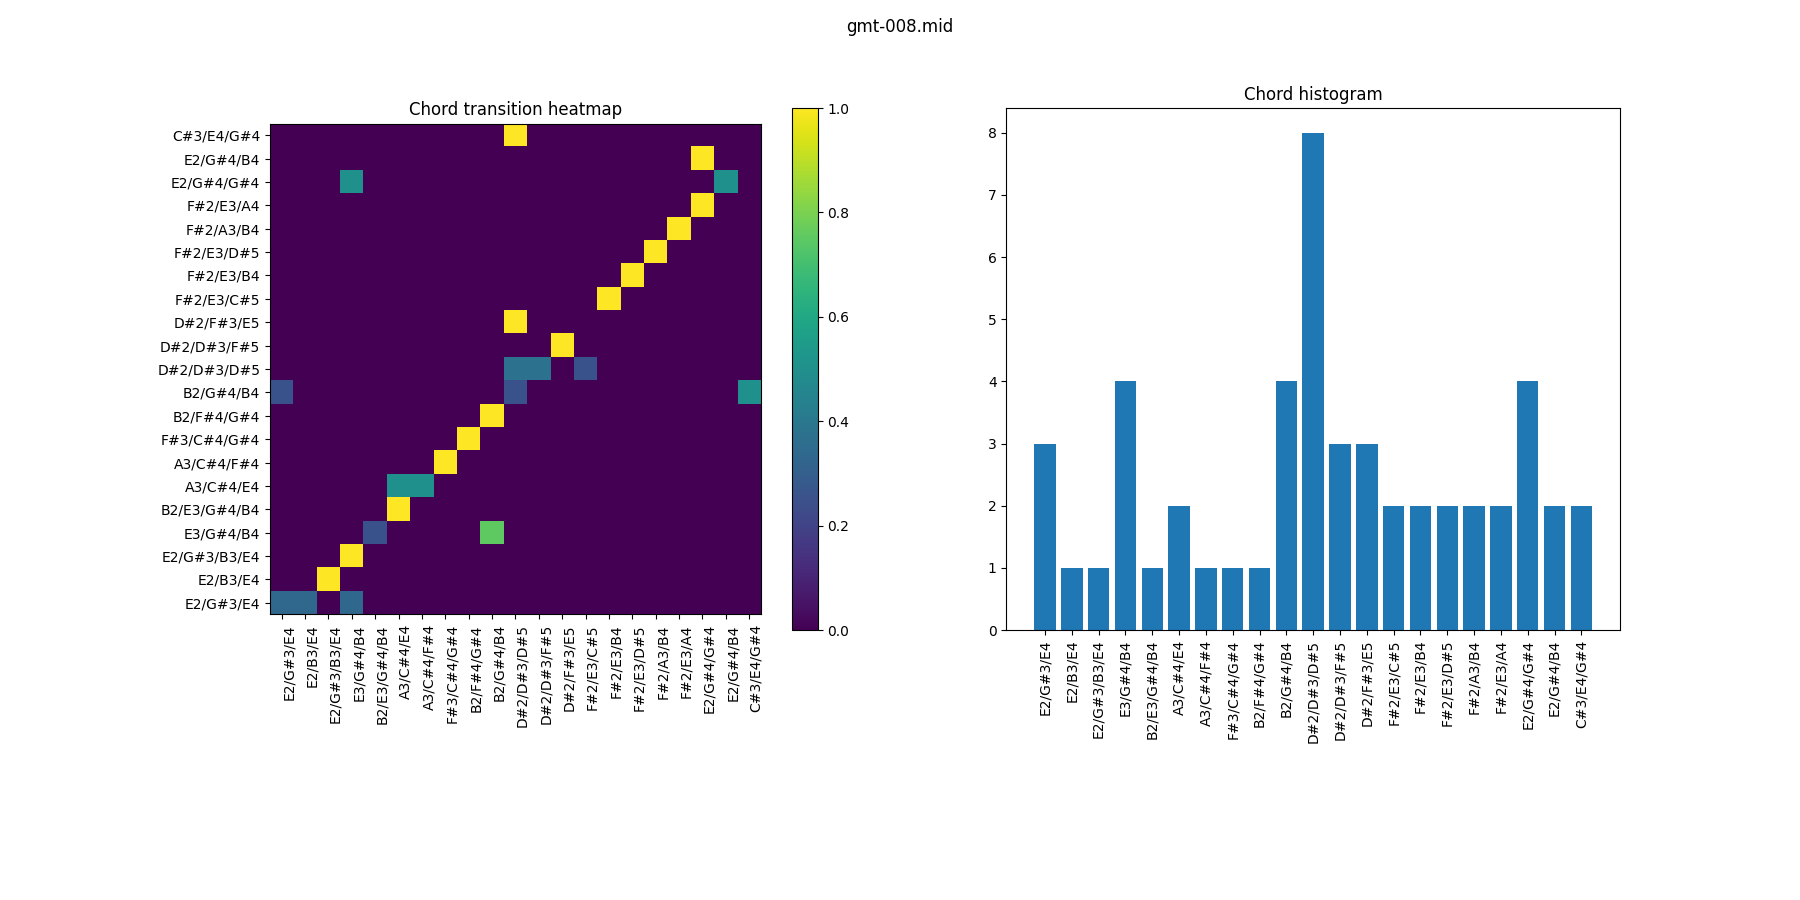 gmt-008.mid
Chord transition heatmap
C#3/E4/G#4
E2/G#4/B4
E2/G#4/G#4
F#2/E3/A4
F#2/A3/B4
F#2/E3/D#5
F#2/E3/B4
F#2/E3/C#5
D#2/F#3/E5
D#2/D#3/F#5
D#2/D#3/D#5
B2/G#4/B4
B2/F#4/G#4
F#3/C#4/G#4
A3/C#4/F#4
A3/C#4/E4
B2/E3/G#4/B4
E3/G#4/B4
E2/G#3/B3/E4
E2/B3/E4
E2/G#3/E4
E2/G#3/E4
E2/B3/E4
E2/G#3/B3/E4
E3/G#4/B4
B2/E3/G#4/B4
A3/C#4/E4
A3/C#4/F#4
F#3/C#4/G#4
B2/F#4/G#4
B2/G#4/B4
D#2/D#3/D#5
D#2/D#3/F#5
D#2/F#3/E5
F#2/E3/C#5
F#2/E3/B4
F#2/E3/D#5
F#2/A3/B4
F#2/E3/A4
E2/G#4/G#4
E2/G#4/B4
C#3/E4/G#4
1.0
0.8
0.6
0.4
0.2
0.0
Chord histogram
8
7
6
5
4
3
2
1
0
E2/G#3/E4
E2/B3/E4
E2/G#3/B3/E4
E3/G#4/B4
B2/E3/G#4/B4
A3/C#4/E4
A3/C#4/F#4
F#3/C#4/G#4
B2/F#4/G#4
B2/G#4/B4
D#2/D#3/D#5
D#2/D#3/F#5
D#2/F#3/E5
F#2/E3/C#5
F#2/E3/B4
F#2/E3/D#5
F#2/A3/B4
F#2/E3/A4
E2/G#4/G#4
E2/G#4/B4
C#3/E4/G#4